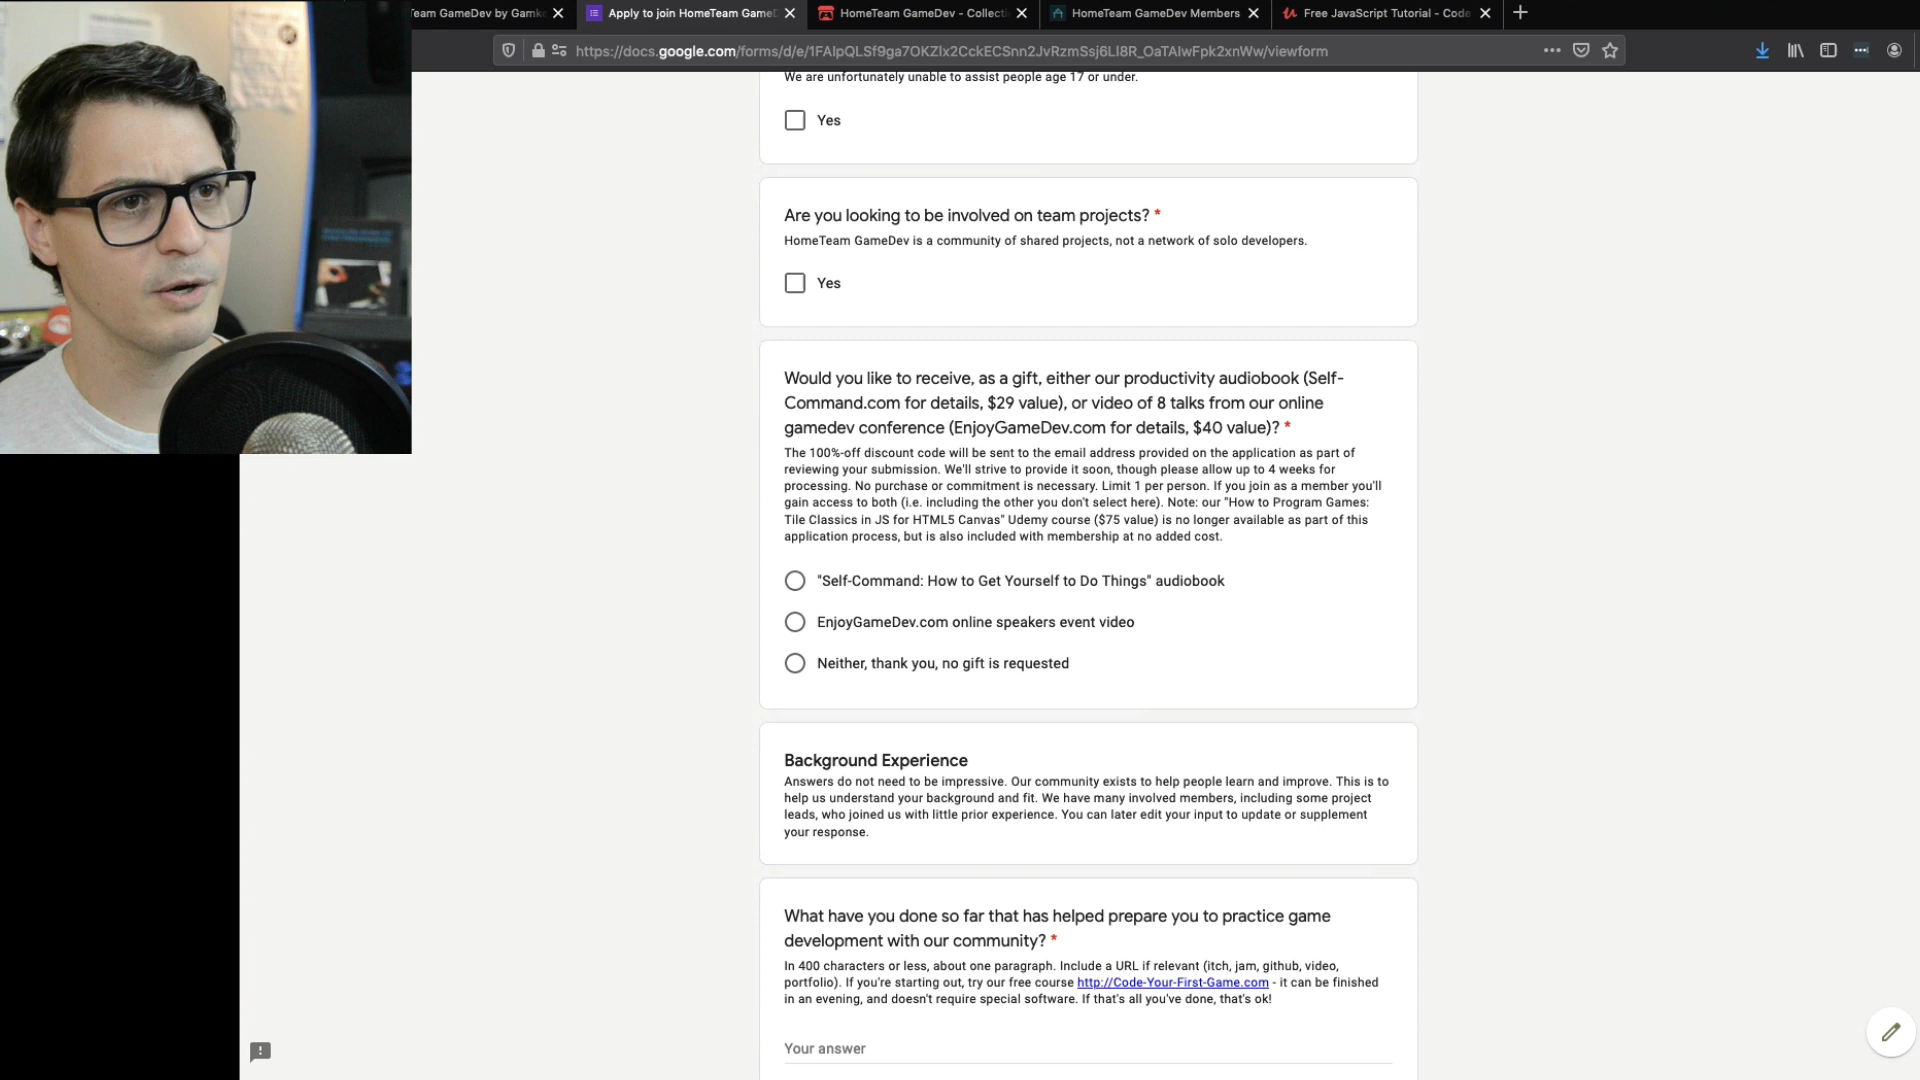 Team GameDev by Gamk
Apply to join HomeTeam GameD
HomeTeam GameDev - Collecti
HomeTeam GameDev Members
Free JavaScript Tutorial - Code
https://docs.google.com/forms/d/e/1FAIpQLSf9ga7OKZIx2CckECSnn2JvRzmSsj6LI8R_OaTAIwFpk2xnWw/viewform
We are unfortunately unable to assist people age 17 or under.
Yes
Are you looking to be involved on team projects? *
HomeTeam GameDev is a community of shared projects, not a network of solo developers.
Yes
Would you like to receive, as a gift, either our productivity audiobook (Self-
Command.com for details, $29 value), or video of 8 talks from our online
gamedev conference (EnjoyGameDev.com for details, $40 value)? *
The 100%-off discount code will be sent to the email address provided on the application as part of
reviewing your submission. We'll strive to provide it soon, though please allow up to 4 weeks for
processing. No purchase or commitment is necessary. Limit 1 per person. If you join as a member you'll
gain access to both (i.e. including the other you don't select here). Note: our "How to Program Games:
Tile Classics in JS for HTML5 Canvas" Udemy course ($75 value) is no longer available as part of this
application process, but is also included with membership at no added cost.
"Self-Command: How to Get Yourself to Do Things" audiobook
EnjoyGameDev.com online speakers event video
Neither, thank you, no gift is requested
Background Experience
Answers do not need to be impressive. Our community exists to help people learn and improve. This is to
help us understand your background and fit. We have many involved members, including some project
leads, who joined us with little prior experience. You can later edit your input to update or supplement
your response.
What have you done so far that has helped prepare you to practice game
development with our community? *
In 400 characters or less, about one paragraph. Include a URL if relevant (itch, jam, github, video,
portfolio). If you're starting out, try our free course http://Code-Your-First-Game.com - it can be finished
in an evening, and doesn't require special software. If that's all you've done, that's ok!
Your answer